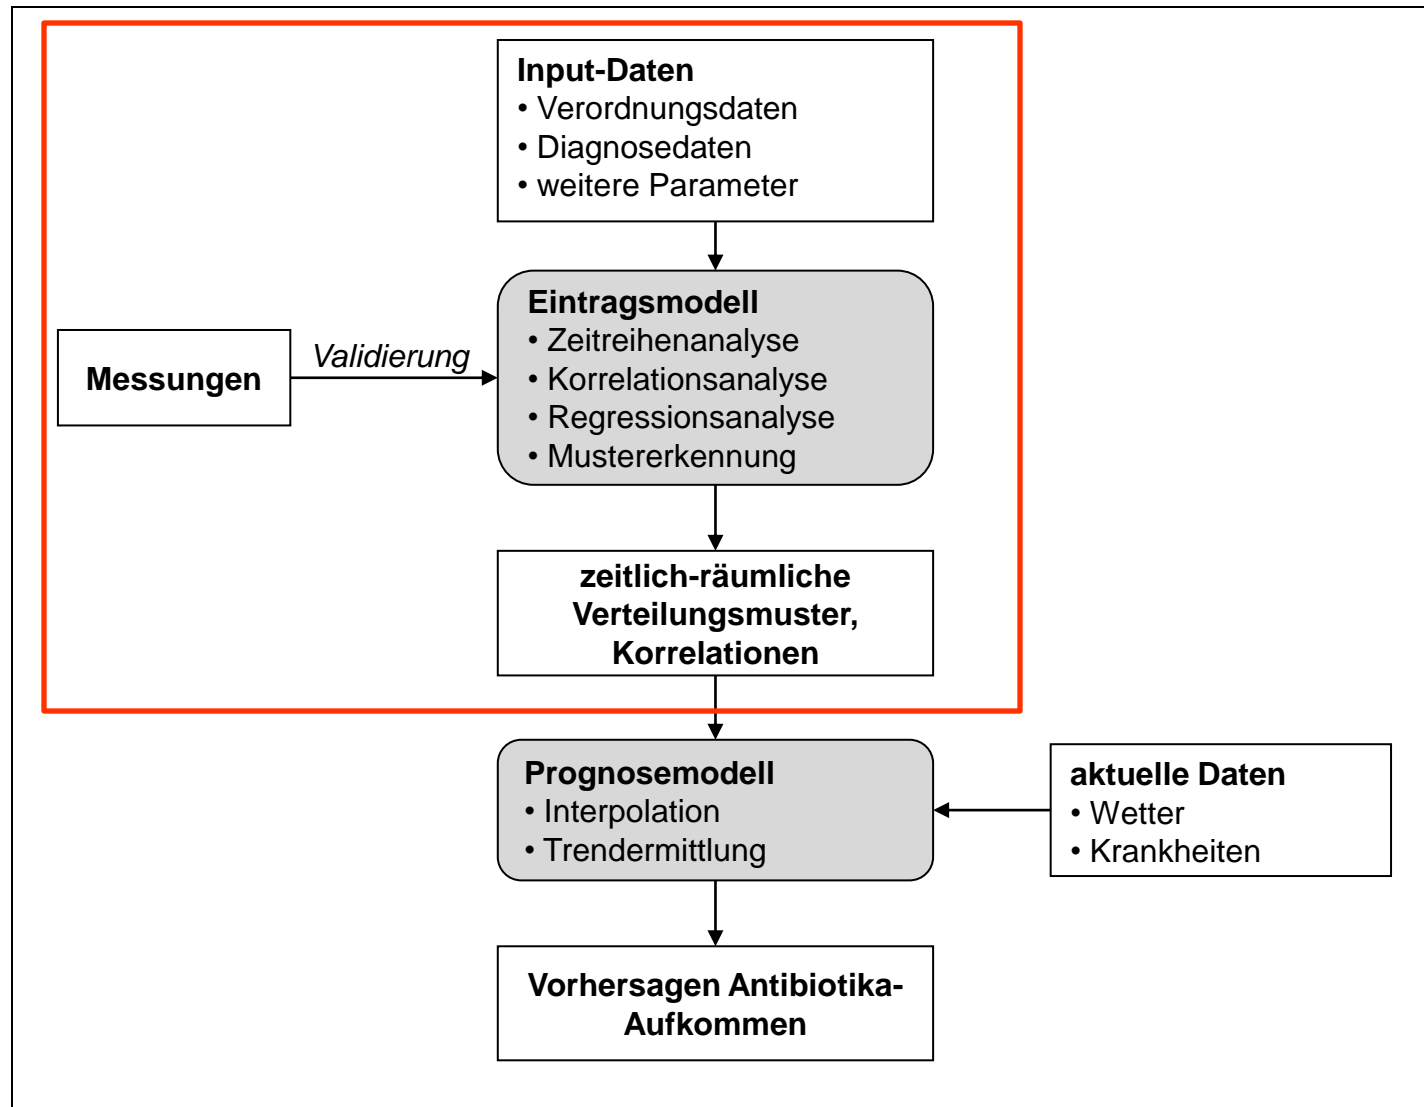 Input-Daten
• Verordnungsdaten
• Diagnosedaten
• weitere Parameter
Messungen
Validierung
Eintragsmodell
• Zeitreihenanalyse
• Korrelationsanalyse
• Regressionsanalyse
• Mustererkennung
zeitlich-räumliche
Verteilungsmuster,
Korrelationen
Prognosemodell
• Interpolation
• Trendermittlung
aktuelle Daten
• Wetter
• Krankheiten
Vorhersagen Antibiotika-
Aufkommen